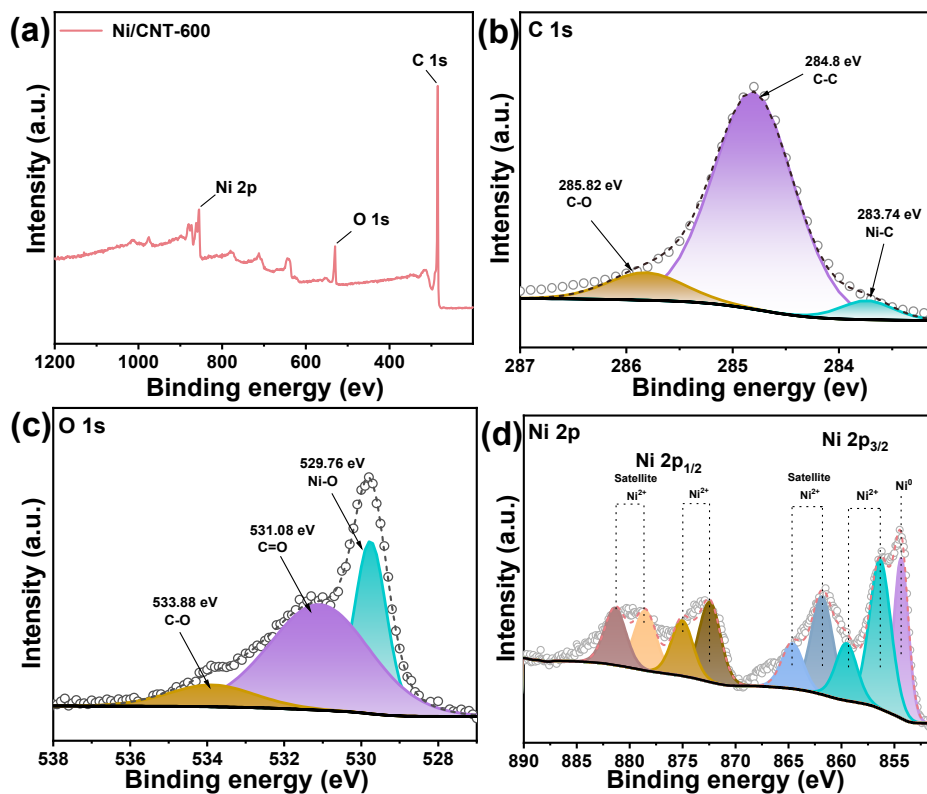 (a)
Ni/CNT-600
C 1s
Ni 2p
O 1s
Intensity (a.u.)
1200 1000 800 600 400
Binding energy (ev)
(b)
C 1s
284.8 eV
C-C
285.82 eV
C-O
283.74 eV
Ni-C
Intensity (a.u.)
287 286 285 284
Binding energy (ev)
(c)
O 1s
529.76 eV
Ni-O
531.08 eV
C=O
533.88 eV
C-O
Intensity (a.u.)
538 536 534 532 530 528
Binding energy (eV)
(d)
Ni 2p
Ni 2p3/2
Ni 2p1/2
Satellite
Ni2+
Ni2+
Satellite
Ni2+
Ni2+
Ni0
Intensity (a.u.)
890 885 880 875 870 865 860 855
Binding energy (eV)